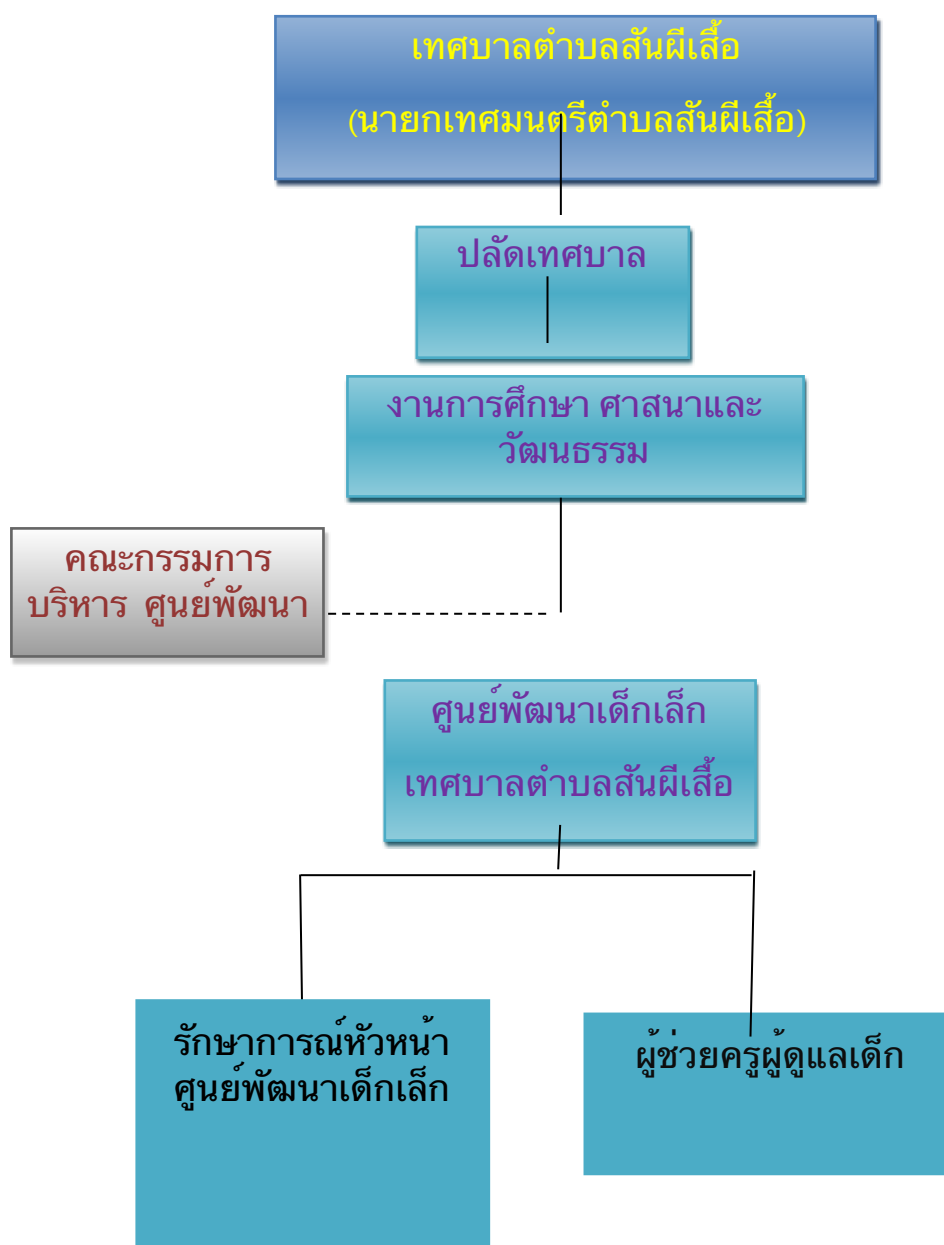 เทศบาลตำบลสันผีเสื้อ
(นายกเทศมนตรีตำบลสันผีเสื้อ)
ปลัดเทศบาล
งานการศึกษา ศาสนาและ
วัฒนธรรม
คณะกรรมการ
บริหาร ศูนย์พัฒนา
ศูนย์พัฒนาเด็กเล็ก
เทศบาลตำบลสันผีเสื้อ
รักษาการณ์หัวหน้า
ศูนย์พัฒนาเด็กเล็ก
ผู้ช่วยครูผู้ดูแลเด็ก